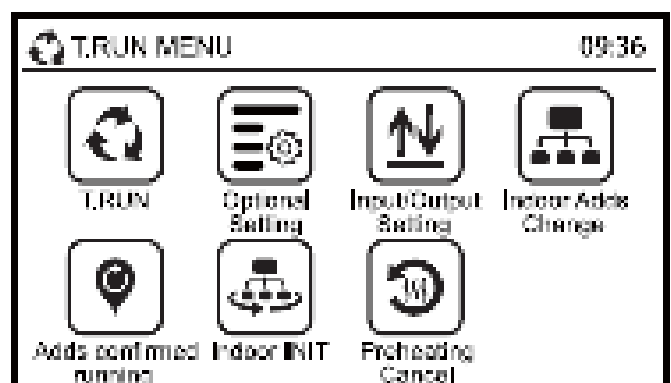 T.RUN MENU 09:36
T.RUN Optional Input/Output Indoor Adds
Setting Setting Change
Adds confirmed Indoor INIT Preheating
running Cancel